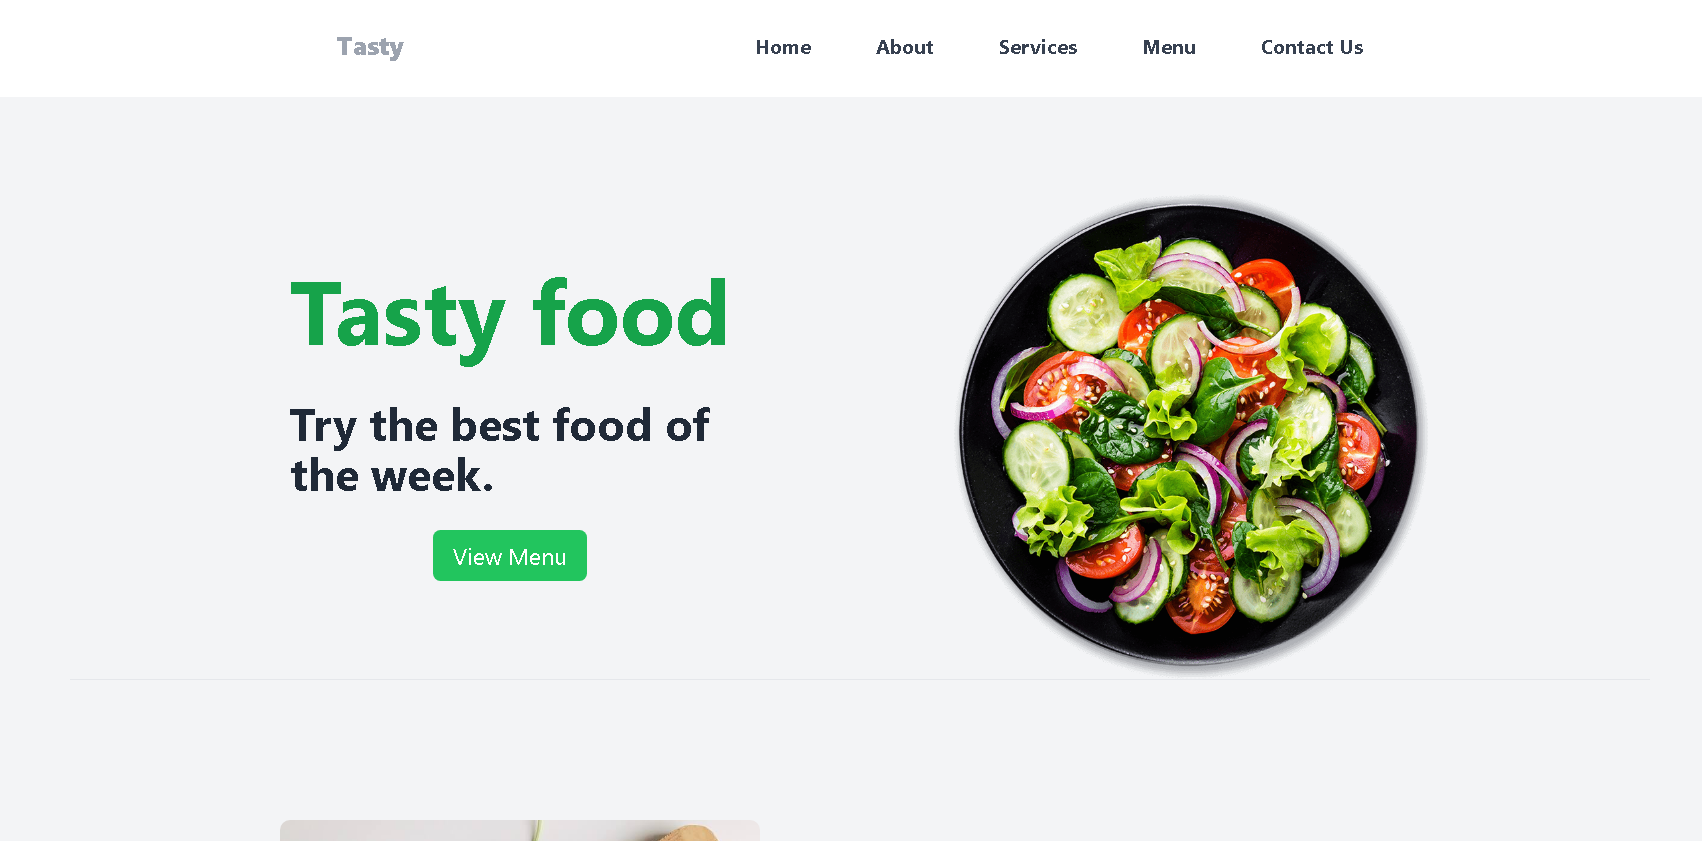 Tasty
Home About Services Menu Contact Us
Tasty food
Try the best food of
the week.
View Menu